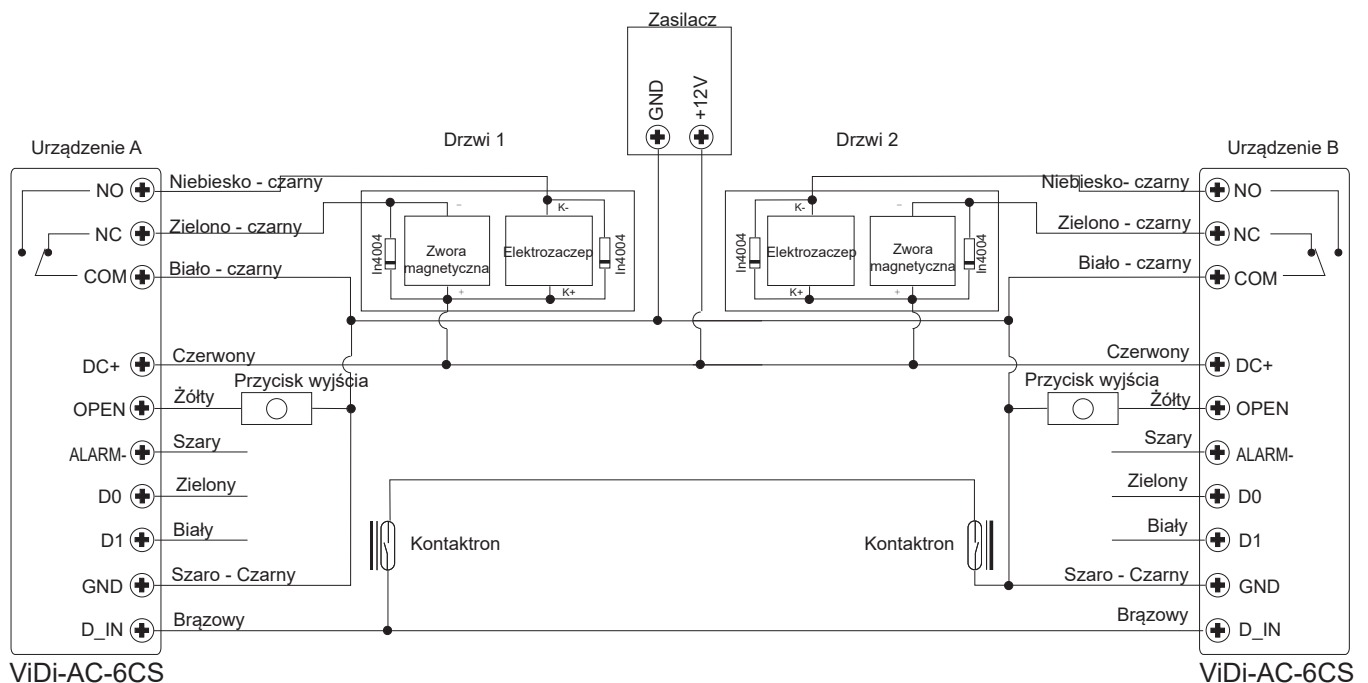 Zasilacz
GND
+12V
Drzwi 1
Drzwi 2
Urządzenie A
Urządzenie B
NO
Niebiesko - czarny
Niebiesko- czarny
NO
K-
K-
−
−
NC
Zielono - czarny
Zielono - czarny
NC
In4004
Zwora
magnetyczna
Elektrozaczep
In4004
In4004
Elektrozaczep
Zwora
magnetyczna
In4004
COM
Biało - czarny
Biało - czarny
COM
+
K+
K+
+
DC+
Czerwony
Czerwony
DC+
Przycisk wyjścia
Przycisk wyjścia
OPEN
Żółty
Żółty
OPEN
ALARM-
Szary
Szary
ALARM-
D0
Zielony
Zielony
D0
D1
Biały
Kontaktron
Kontaktron
Biały
D1
GND
Szaro - Czarny
Szaro - Czarny
GND
D_IN
Brązowy
Brązowy
D_IN
ViDi-AC-6CS
ViDi-AC-6CS